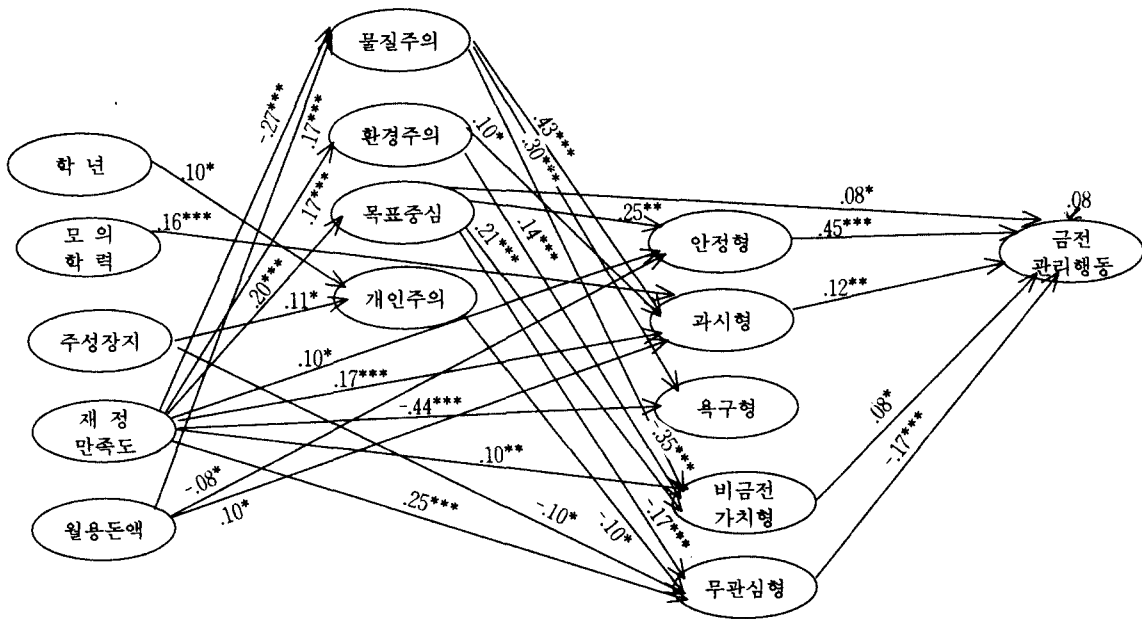 물질주의
환경주의
목표중심
개인주의
학 년
모 의
학 력
주성장지
재 정
만족도
월용돈액
안정형
과시형
욕구형
비금전
가치형
무관심형
금전
관리행동
-.27***
.17***
.17***
.20***
.10*
.16***
.11*
.10*
.17***
-.44***
.10**
.25***
-.08*
.10*
-.10*
-.10*
.10*
.43***
.30***
.14***
.21***
.25**
.08*
.45***
.12**
.08
-.35***
-.17***
.08*
-.17***